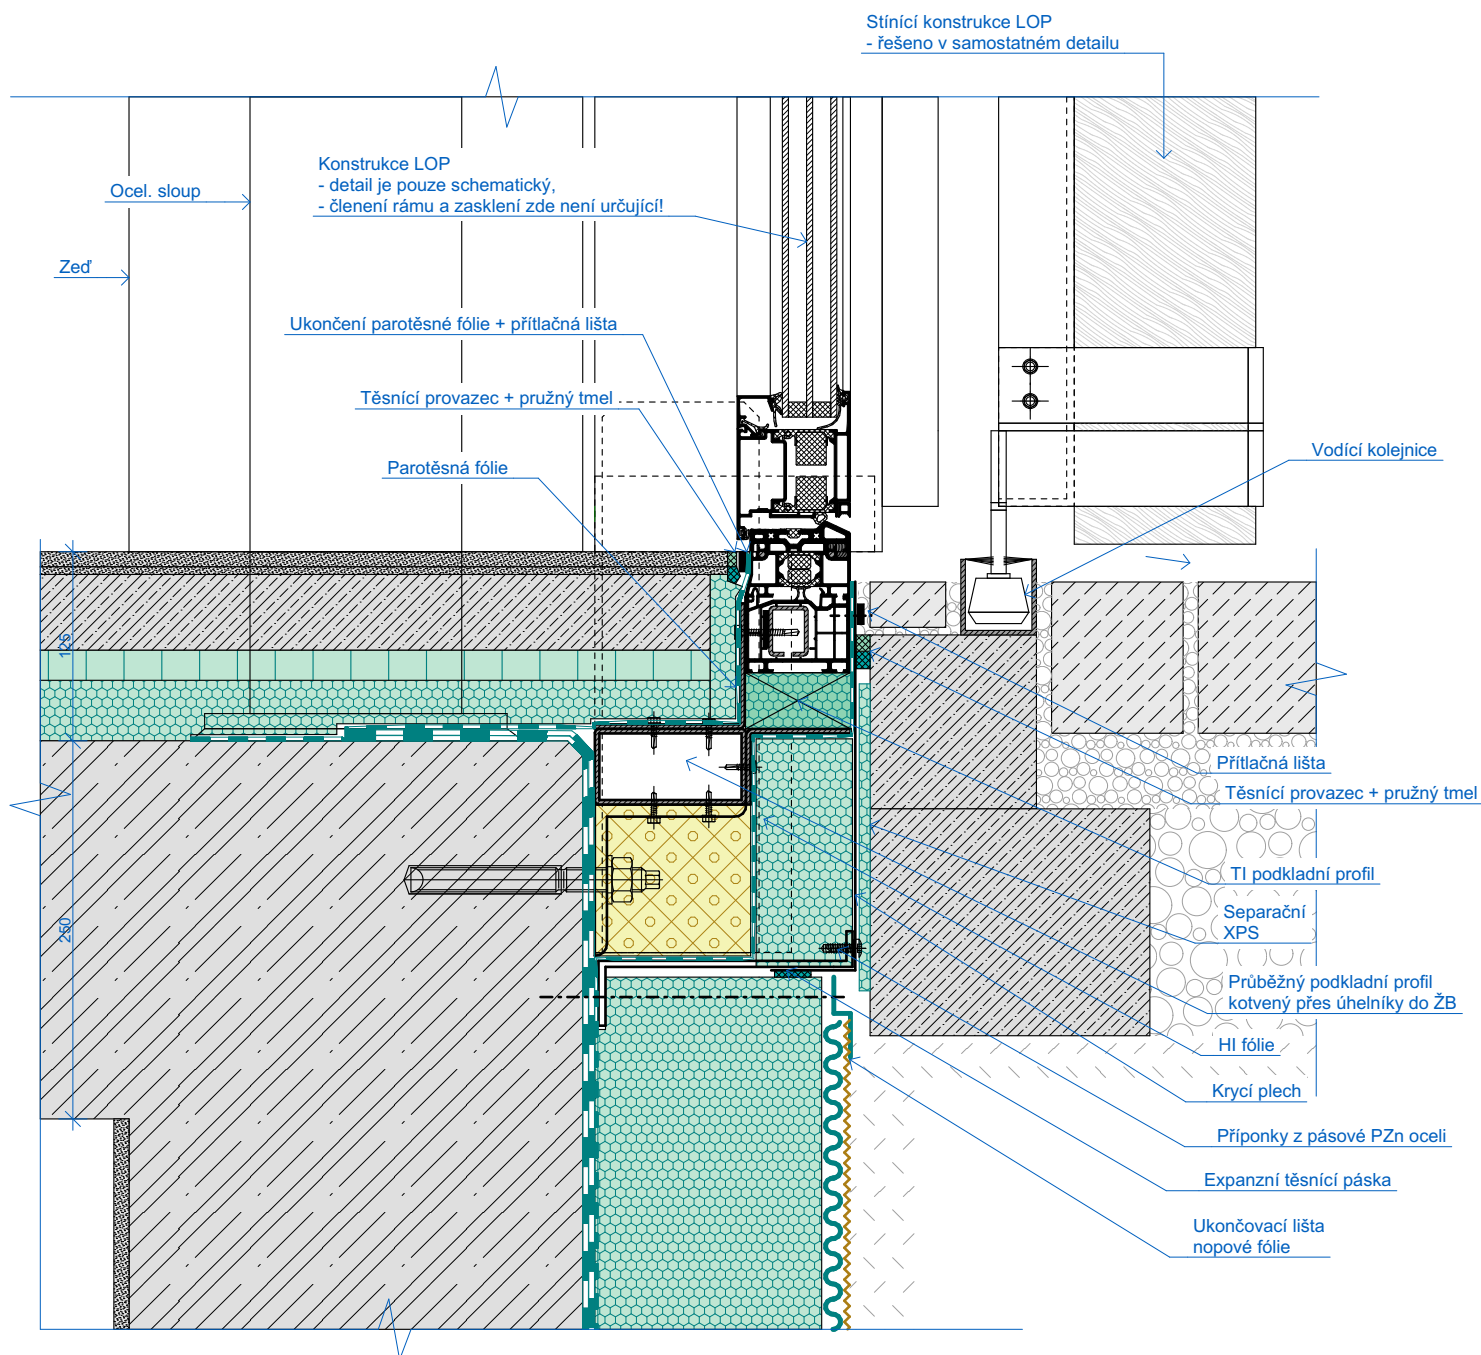 Stínící konstrukce LOP
- řešeno v samostatném detailu
Konstrukce LOP
- detail je pouze schematický,
- členení rámu a zasklení zde není určující!
Ocel. sloup
Zeď
Ukončení parotěsné fólie + přítlačná lišta
Těsnící provazec + pružný tmel
Parotěsná fólie
Vodící kolejnice
125
250
Přítlačná lišta
Těsnící provazec + pružný tmel
TI podkladní profil
Separační
XPS
Průběžný podkladní profil
kotvený přes úhelníky do ŽB
HI fólie
Krycí plech
Příponky z pásové PZn oceli
Expanzní těsnící páska
Ukončovací lišta
nopové fólie